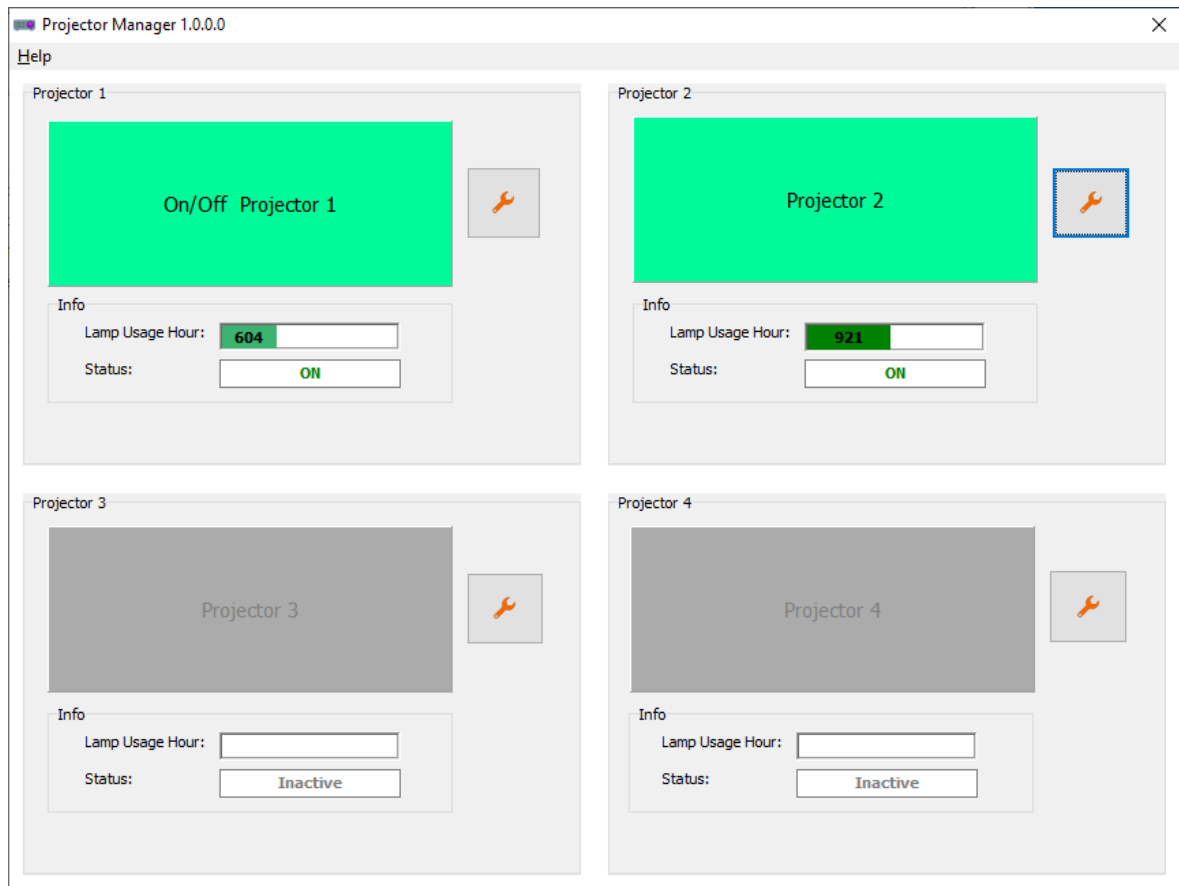 Projector Manager 1.0.0.0
Help
Projector 1
On/Off  Projector 1
Info
Lamp Usage Hour:
604
Status:
ON
Projector 2
Projector 2
Info
Lamp Usage Hour:
921
Status:
ON
Projector 3
Projector 3
Info
Lamp Usage Hour:
Status:
Inactive
Projector 4
Projector 4
Info
Lamp Usage Hour:
Status:
Inactive